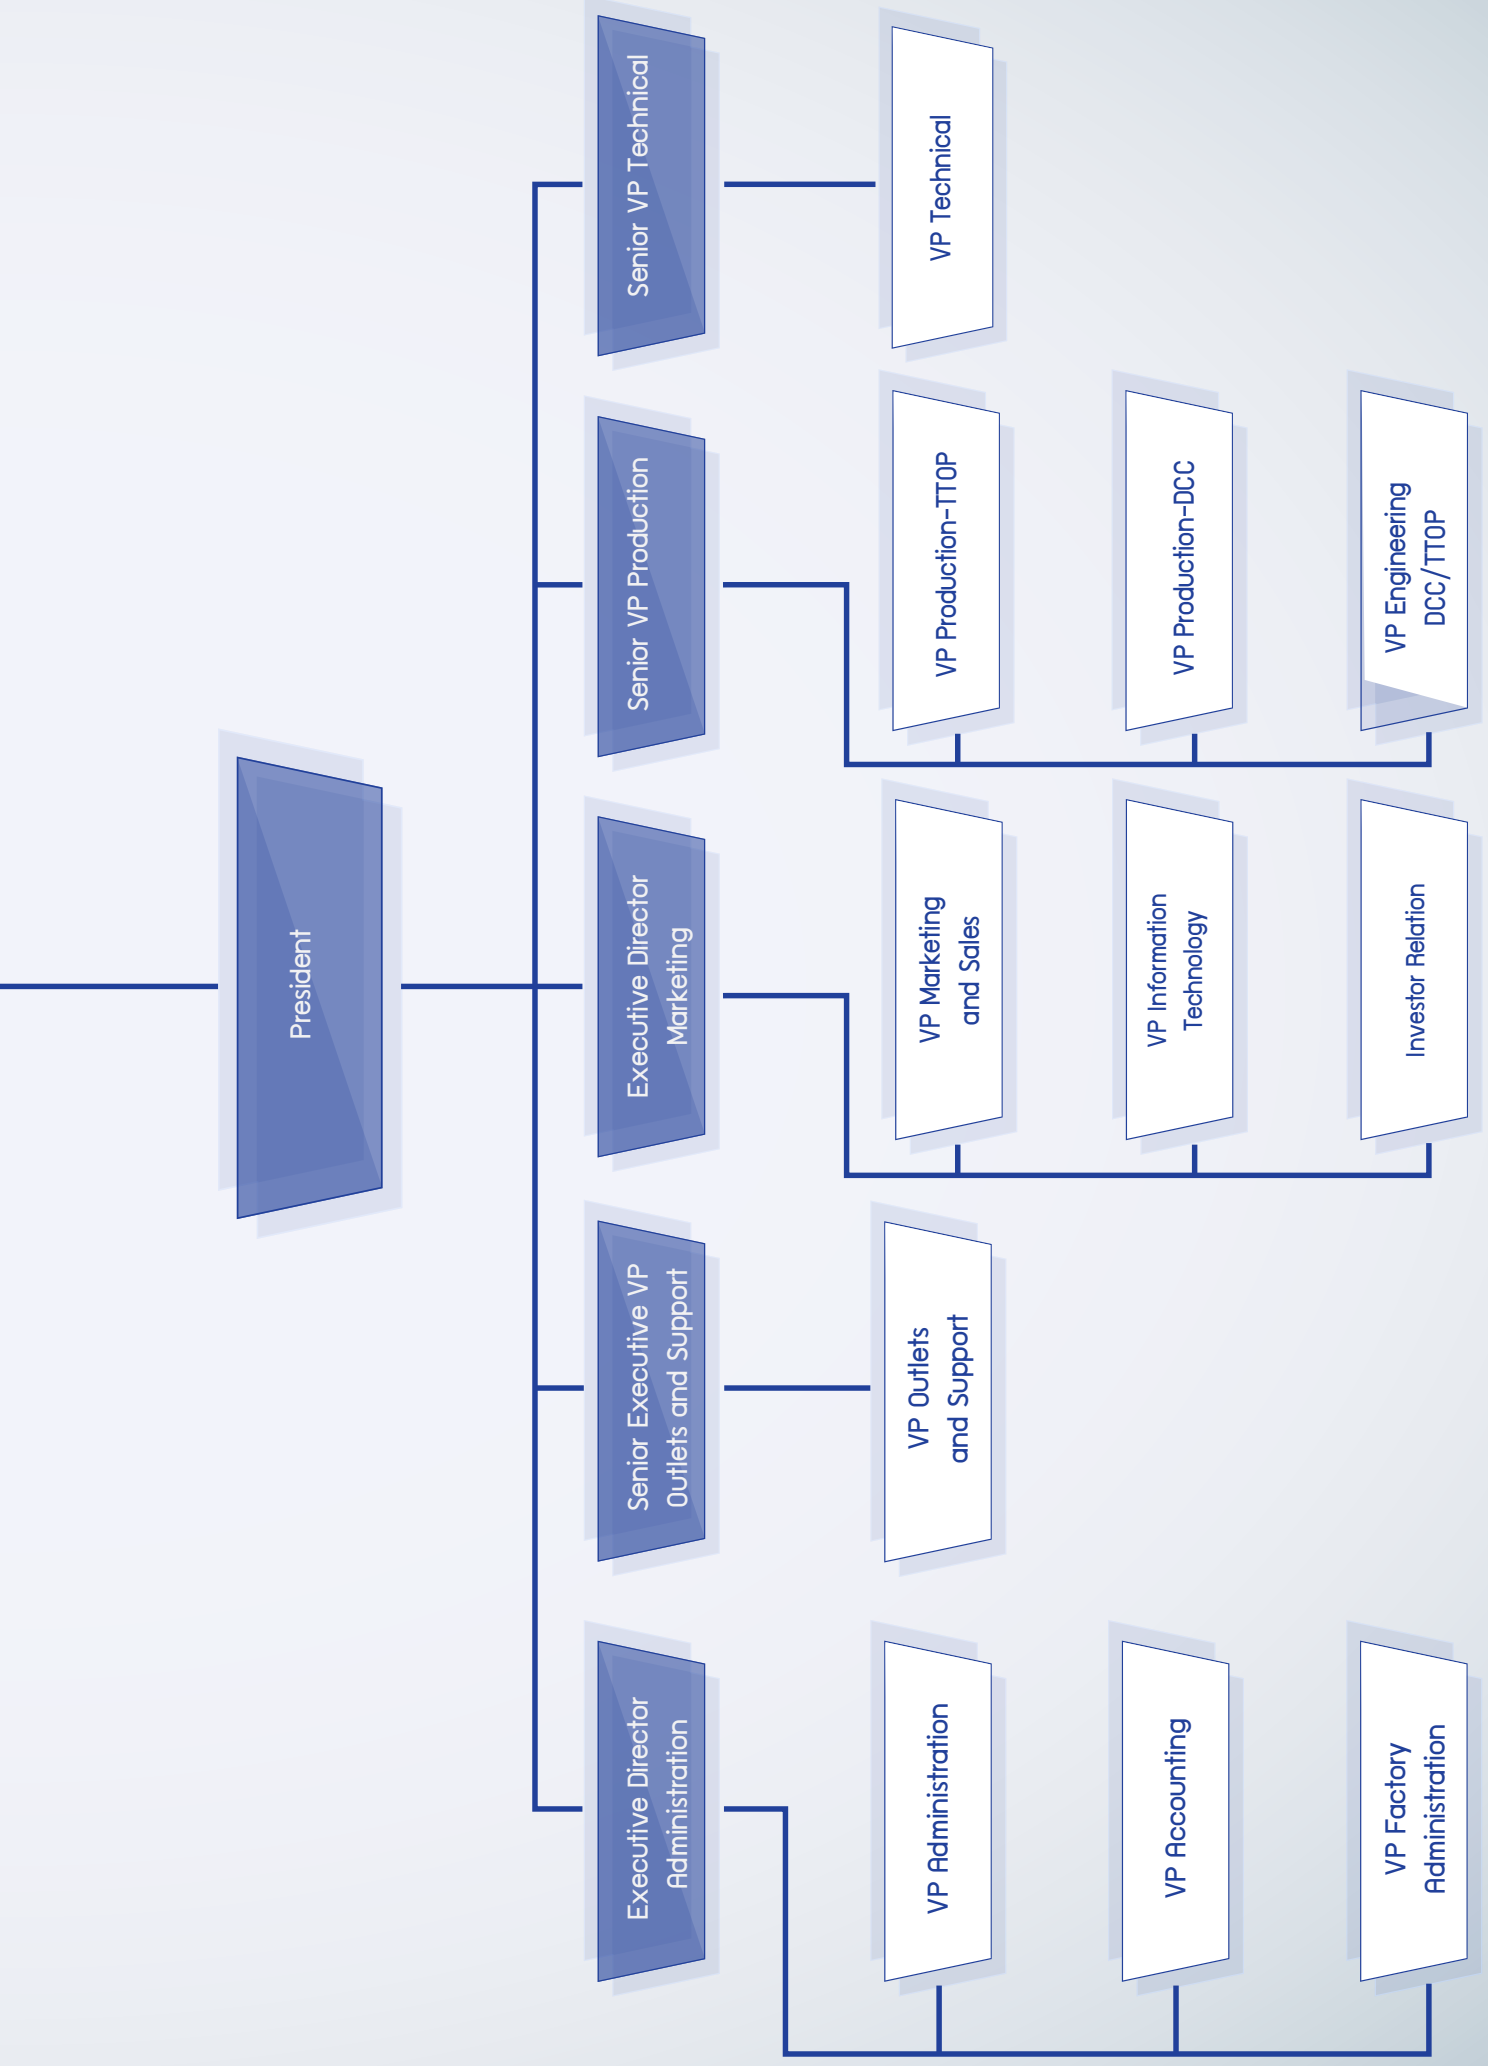 President
Executive Director
Administration
Senior Executive VP
Outlets and Support
Executive Director
Marketing
Senior VP Production
Senior VP Technical
VP Administration
VP Outlets
and Support
VP Marketing
and Sales
VP Production-TTOP
VP Technical
VP Accounting
VP Information
Technology
VP Production-DCC
VP Factory
Administration
Investor Relation
VP Engineering
DCC/TTOP